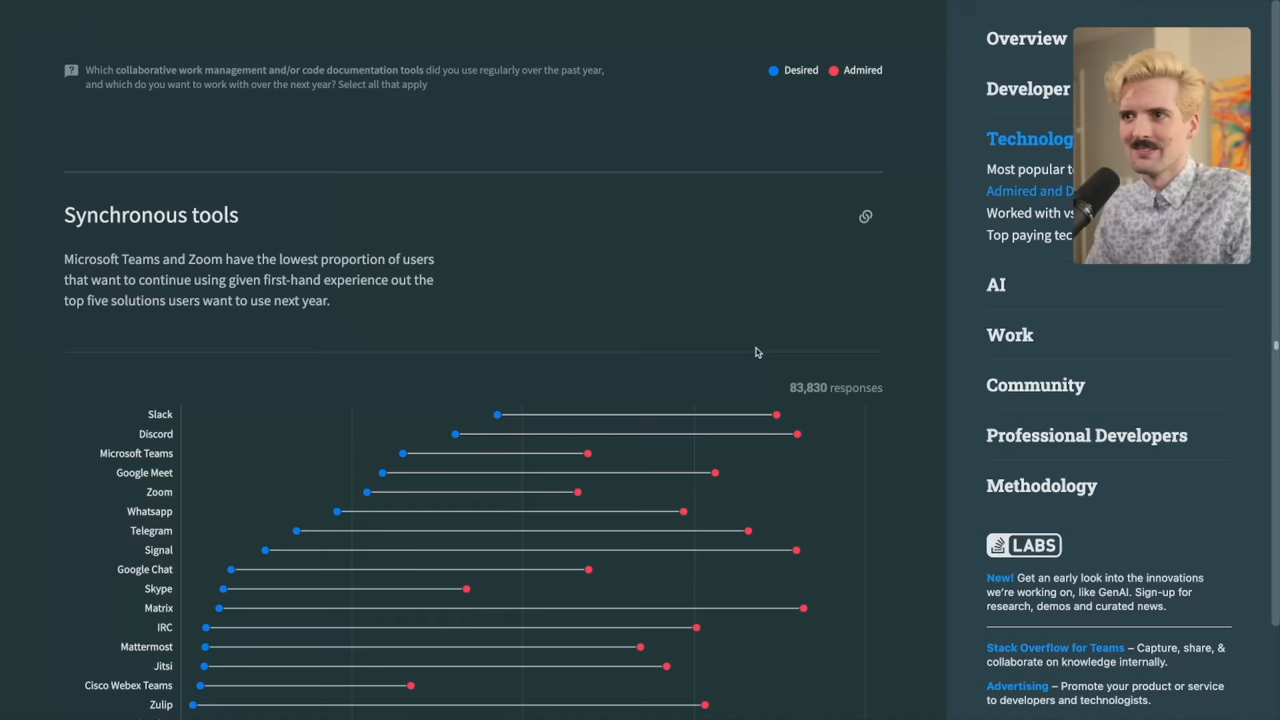 Which collaborative work management and/or code documentation tools did you use regularly over the past year,
and which do you want to work with over the next year? Select all that apply
Desired
Admired
Synchronous tools
Microsoft Teams and Zoom have the lowest proportion of users
that want to continue using given first-hand experience out the
top five solutions users want to use next year.
83,830 responses
Slack
Discord
Microsoft Teams
Google Meet
Zoom
Whatsapp
Telegram
Signal
Google Chat
Skype
Matrix
IRC
Mattermost
Jitsi
Cisco Webex Teams
Zulip
Overview
Developer
Technolog
Most popular t
Admired and D
Worked with vs
Top paying tec
AI
Work
Community
Professional Developers
Methodology
LABS
New! Get an early look into the innovations
we're working on, like GenAI. Sign-up for
research, demos and curated news.
Stack Overflow for Teams – Capture, share, &
collaborate on knowledge internally.
Advertising – Promote your product or service
to developers and technologists.